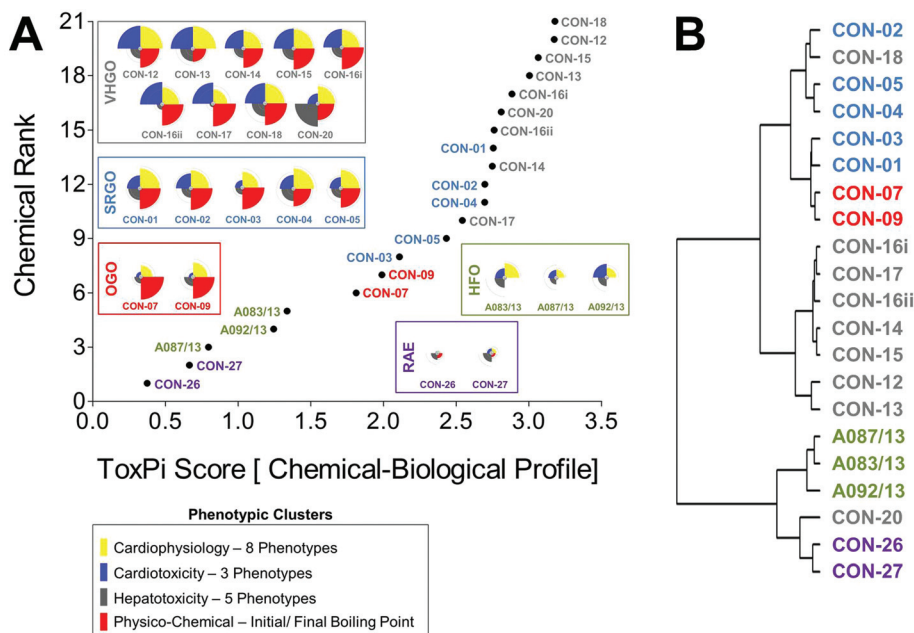 A
B
Chemical Rank
21
18
15
12
9
6
3
0
0.0 0.5 1.0 1.5 2.0 2.5 3.0 3.5
ToxPi Score [ Chemical-Biological Profile]
VHGO
CON-12 CON-13 CON-14 CON-15 CON-16i
CON-16ii CON-17 CON-18 CON-20
SRGO
CON-01 CON-02 CON-03 CON-04 CON-05
OGO
CON-07 CON-09
HFO
A083/13 A087/13 A092/13
RAE
CON-26 CON-27
CON-18
CON-12
CON-15
CON-13
CON-16i
CON-20
CON-16ii
CON-01
CON-14
CON-02
CON-04
CON-17
CON-05
CON-03
CON-09
CON-07
A083/13
A092/13
A087/13
CON-27
CON-26
Phenotypic Clusters
Cardiophysiology – 8 Phenotypes
Cardiotoxicity – 3 Phenotypes
Hepatotoxicity – 5 Phenotypes
Physico-Chemical – Initial/ Final Boiling Point
CON-02
CON-18
CON-05
CON-04
CON-03
CON-01
CON-07
CON-09
CON-16i
CON-17
CON-16ii
CON-14
CON-15
CON-12
CON-13
A087/13
A083/13
A092/13
CON-20
CON-26
CON-27